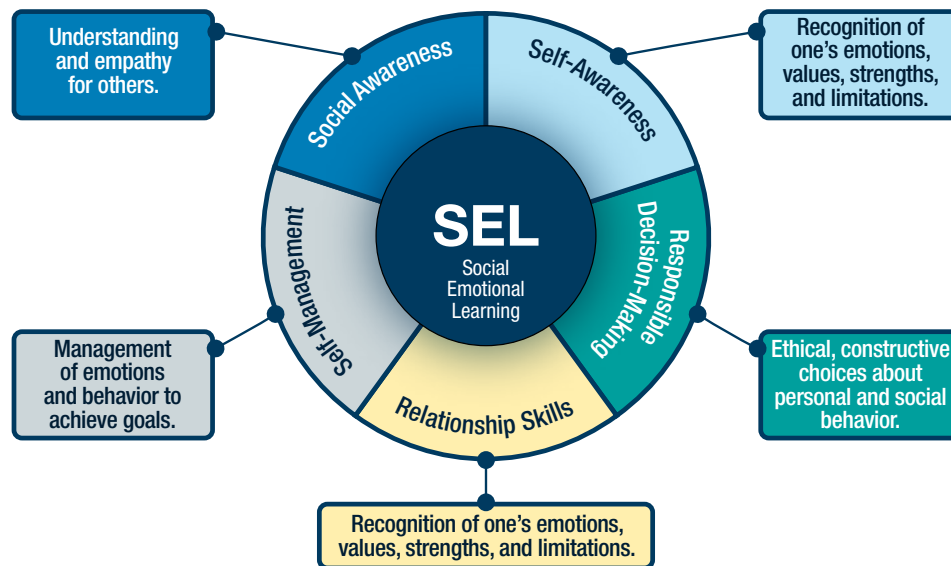 Understanding
and empathy
for others.
Social Awareness
Self-Awareness
Recognition of
one’s emotions,
values, strengths,
and limitations.
SEL
Social
Emotional
Learning
Self-Management
Responsible
Decision-Making
Relationship Skills
Management
of emotions
and behavior to
achieve goals.
Ethical, constructive
choices about
personal and social
behavior.
Recognition of one’s emotions,
values, strengths, and limitations.